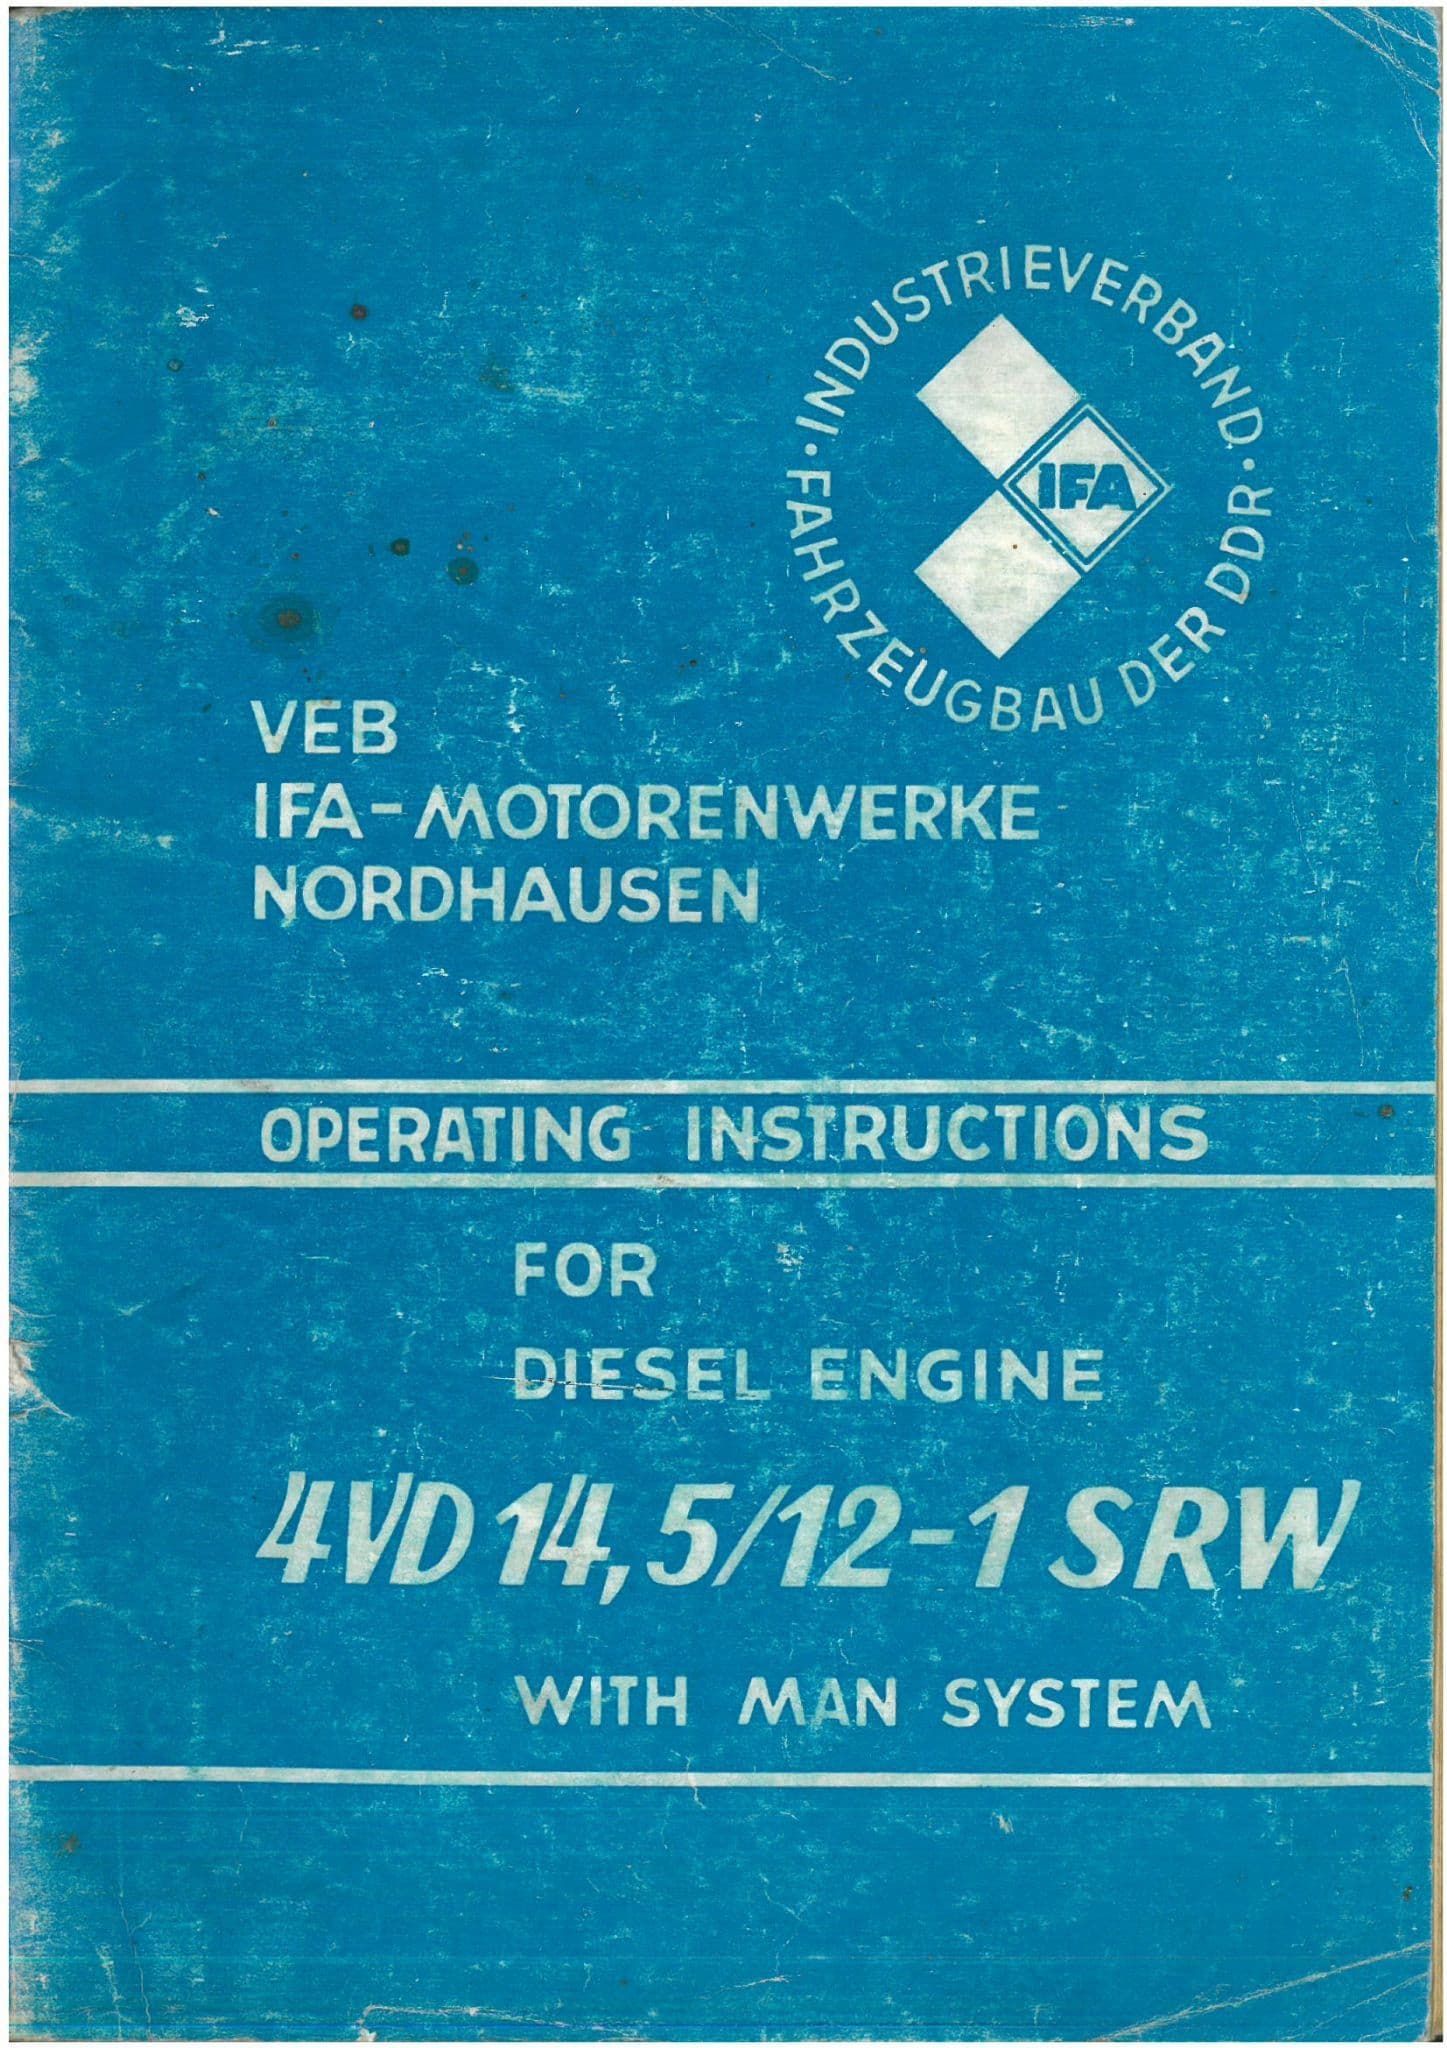 · INDUSTRIEVERBAND ·
FAHRZEUGBAU DER DDR
IFA
VEB
IFA-MOTORENWERKE
NORDHAUSEN
OPERATING INSTRUCTIONS
FOR
DIESEL ENGINE
4VD 14,5/12-1 SRW
WITH MAN SYSTEM